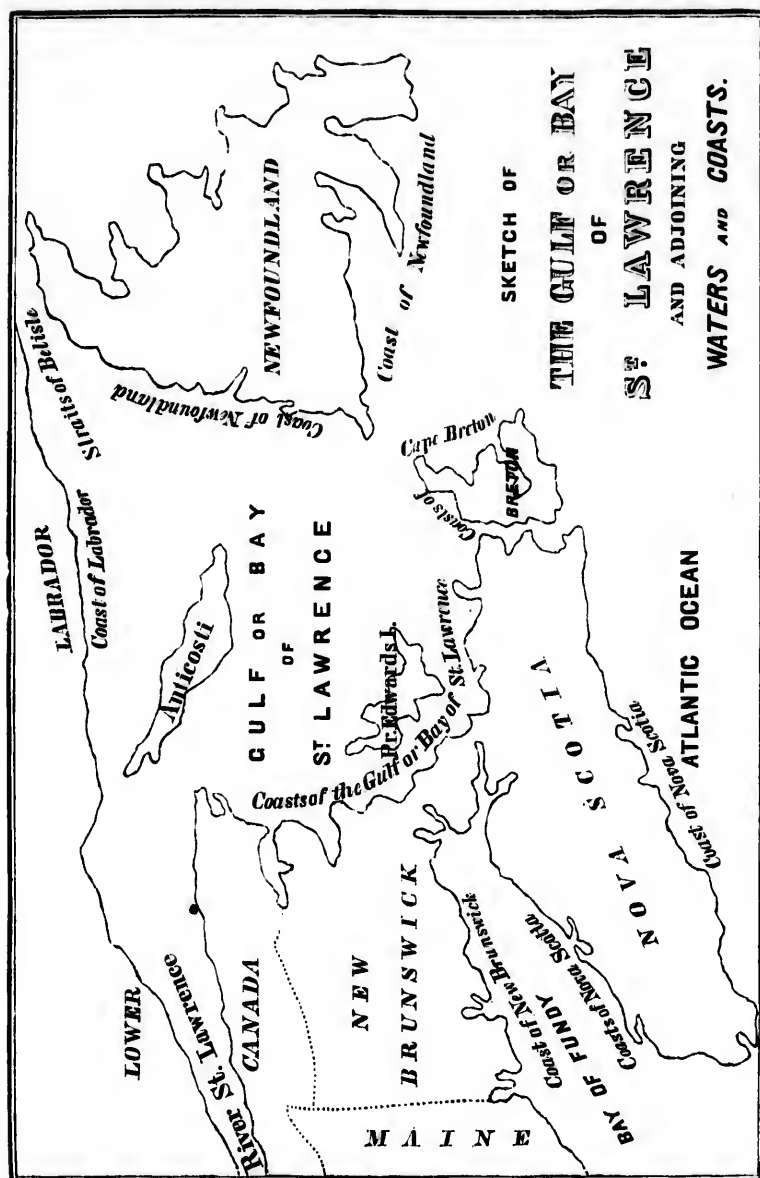 SKETCH OF
THE GULF OR BAY
OF
ST. LAWRENCE
AND ADJOINING
WATERS AND COASTS.
LABRADOR
Coast of Labrador
Straits of Belisle
NEWFOUNDLAND
Coast of Newfoundland
Coast of Newfoundland
Anticosti
GULF OR BAY
OF
ST LAWRENCE
LOWER
CANADA
River St. Lawrence
Pr. Edwards I.
Coasts of the Gulf or Bay of St. Lawrence
Coasts of Cape Breton
BRETON
NEW
BRUNSWICK
MAINE
Coast of New Brunswick
BAY OF FUNDY
Coasts of Nova Scotia
NOVA SCOTIA
Coast of Nova Scotia
ATLANTIC OCEAN